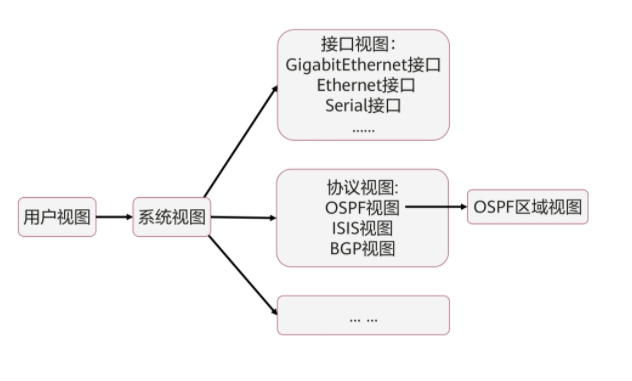 接口视图：
GigabitEthernet接口
Ethernet接口
Serial接口
……
用户视图
系统视图
协议视图:
OSPF视图
ISIS视图
BGP视图
OSPF区域视图
... ...